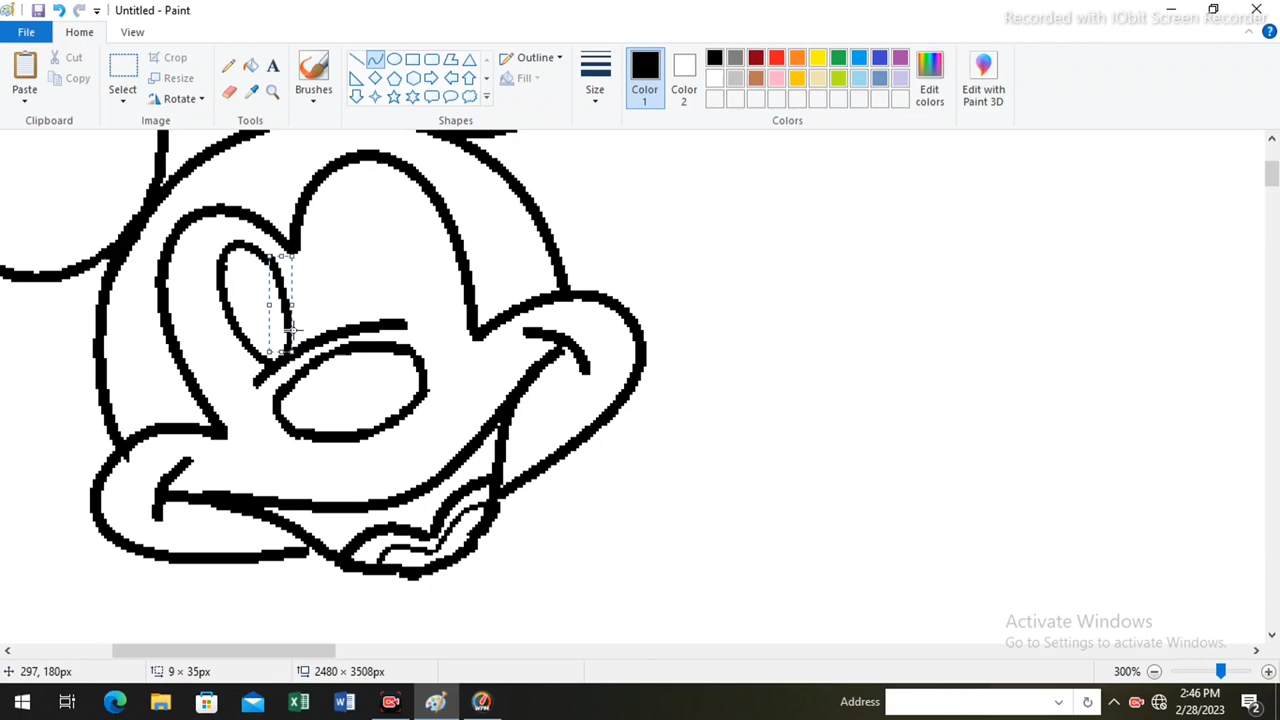 Untitled - Paint
Recorded with IObit Screen Recorder
File
Home
View
Paste
Cut
Copy
Clipboard
Select
Crop
Resize
Rotate
Image
A
Tools
Brushes
Outline
Fill
Shapes
Size
Color
1
Color
2
Edit
colors
Edit with
Paint 3D
Colors
Activate Windows
Go to Settings to activate Windows.
297, 180px
9 × 35px
2480 × 3508px
300%
Address
2:46 PM
2/28/2023
2